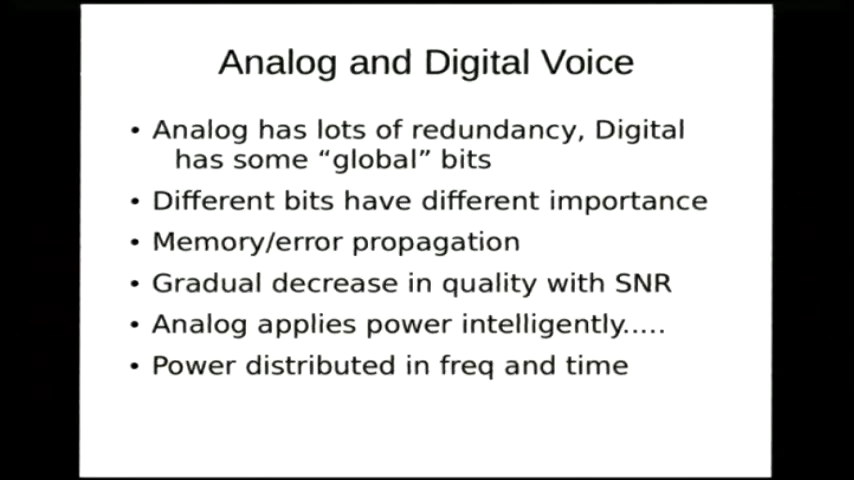 Analog and Digital Voice
• Analog has lots of redundancy, Digital
has some “global” bits
• Different bits have different importance
• Memory/error propagation
• Gradual decrease in quality with SNR
• Analog applies power intelligently.....
• Power distributed in freq and time